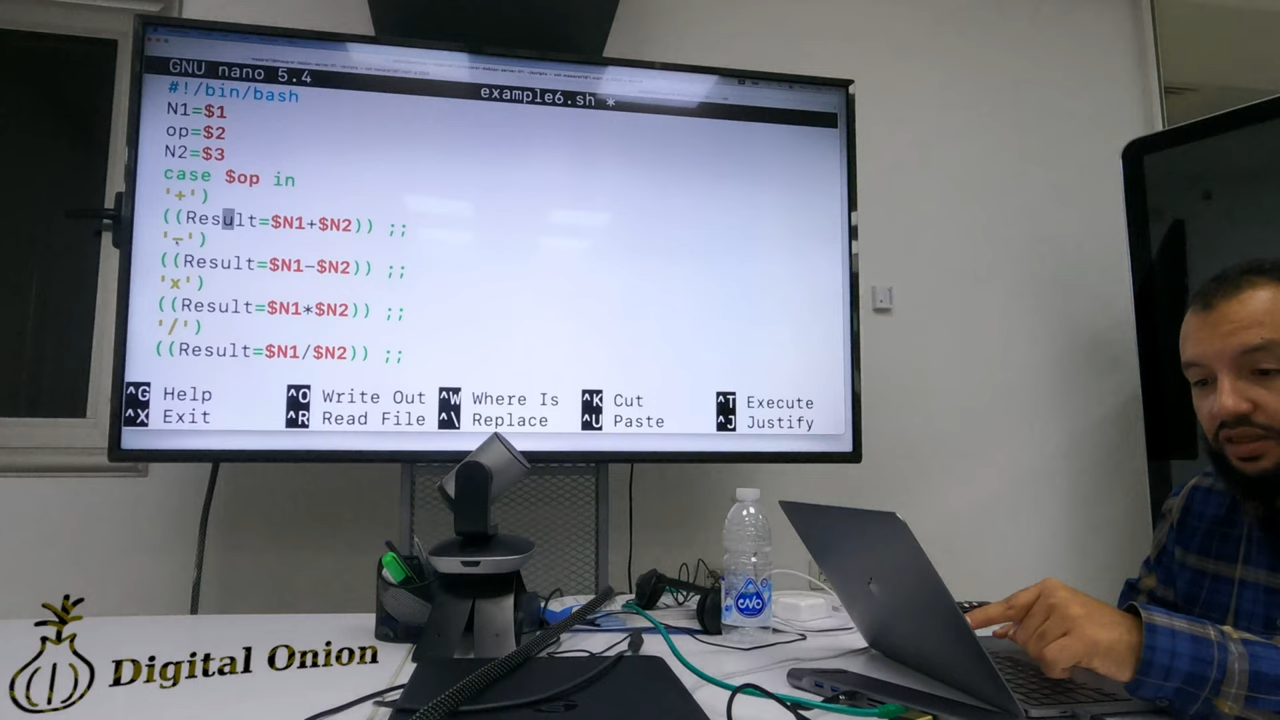 GNU nano 5.4
example6.sh *
#!/bin/bash
N1=$1
op=$2
N2=$3
case $op in
'+')
((Result=$N1+$N2)) ;;
'-')
((Result=$N1-$N2)) ;;
'x')
((Result=$N1*$N2)) ;;
'/')
((Result=$N1/$N2)) ;;
^G Help ^O Write Out ^W Where Is ^K Cut ^T Execute
^X Exit ^R Read File ^\ Replace ^U Paste ^J Justify
Digital Onion